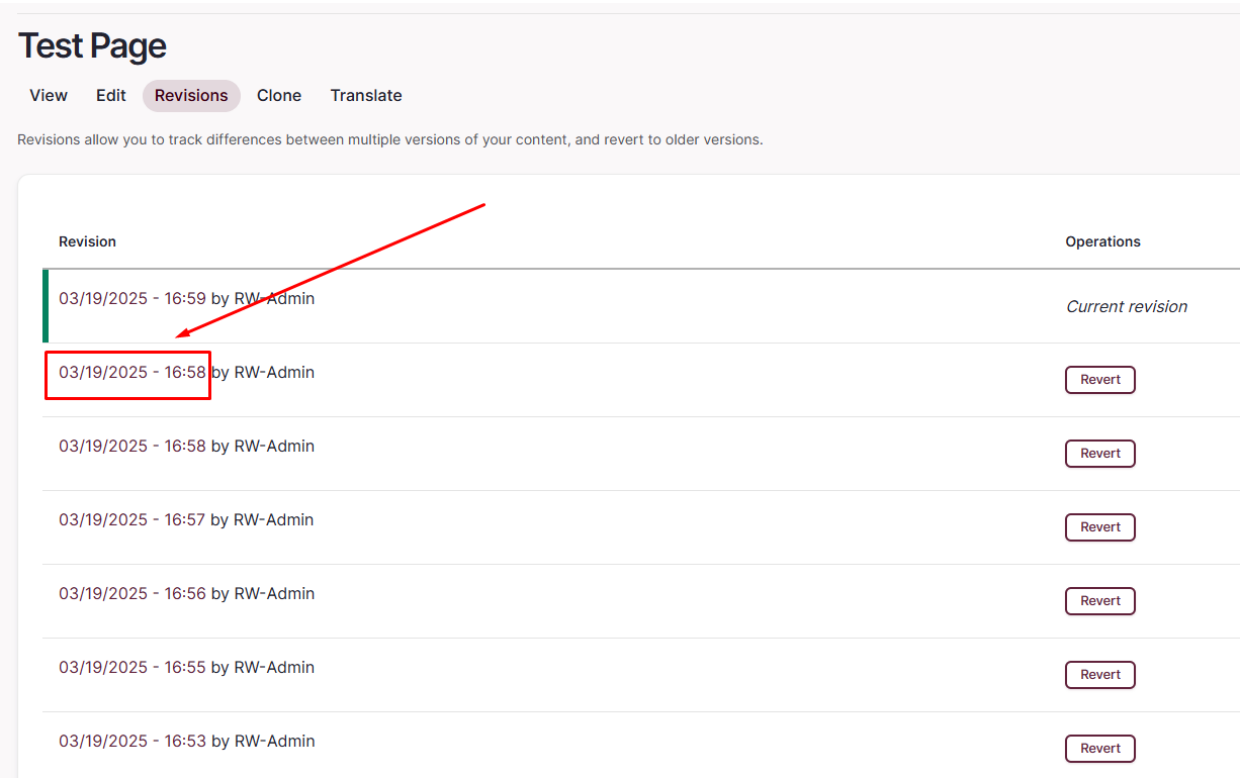 Test Page
View Edit Revisions Clone Translate
Revisions allow you to track differences between multiple versions of your content, and revert to older versions.
Revision Operations
03/19/2025 - 16:59 by RW-Admin Current revision
03/19/2025 - 16:58 by RW-Admin Revert
03/19/2025 - 16:58 by RW-Admin Revert
03/19/2025 - 16:57 by RW-Admin Revert
03/19/2025 - 16:56 by RW-Admin Revert
03/19/2025 - 16:55 by RW-Admin Revert
03/19/2025 - 16:53 by RW-Admin Revert